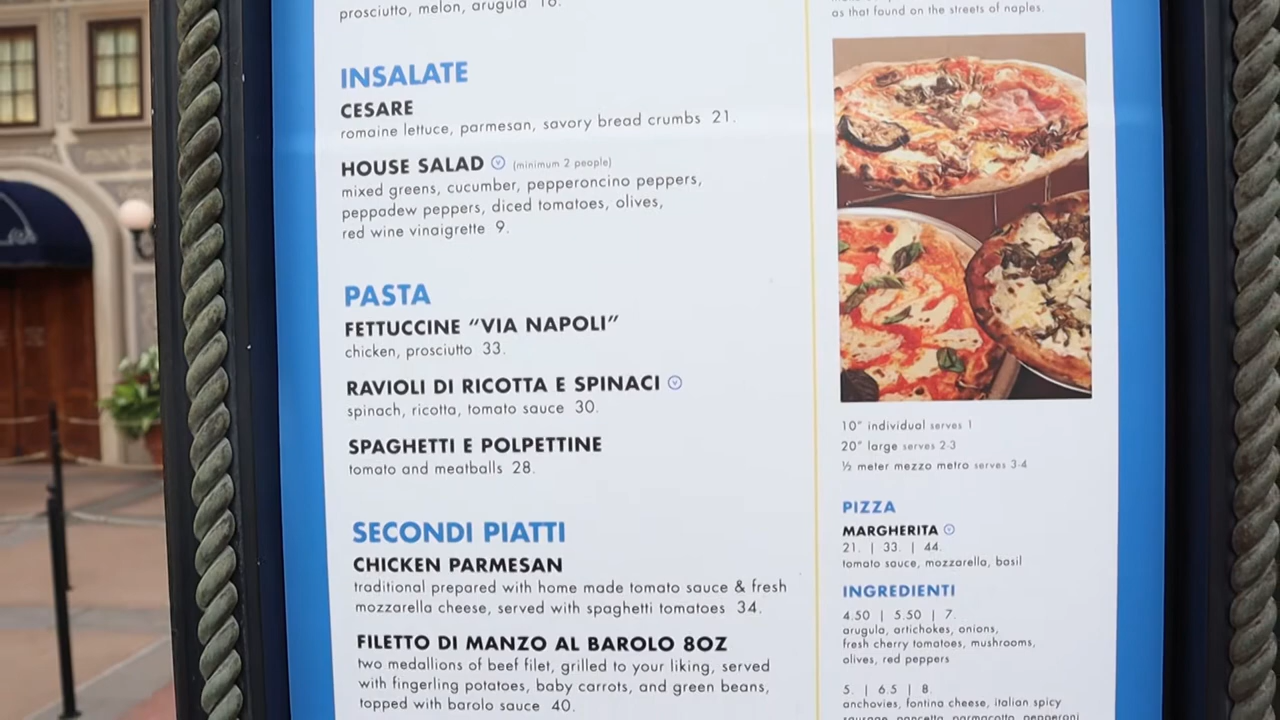 prosciutto, melon, arugula 16.
INSALATE
CESARE
romaine lettuce, parmesan, savory bread crumbs 21.
HOUSE SALAD (minimum 2 people)
mixed greens, cucumber, pepperoncino peppers,
peppadew peppers, diced tomatoes, olives,
red wine vinaigrette 9.
PASTA
FETTUCCINE “VIA NAPOLI”
chicken, prosciutto 33.
RAVIOLI DI RICOTTA E SPINACI
spinach, ricotta, tomato sauce 30.
SPAGHETTI E POLPETTINE
tomato and meatballs 28.
SECONDI PIATTI
CHICKEN PARMESAN
traditional prepared with home made tomato sauce & fresh
mozzarella cheese, served with spaghetti tomatoes 34.
FILETTO DI MANZO AL BAROLO 8OZ
two medallions of beef filet, grilled to your liking, served
with fingerling potatoes, baby carrots, and green beans,
topped with barolo sauce 40.
as that found on the streets of naples.
10" individual serves 1
20" large serves 2-3
½ meter mezzo metro serves 3-4
PIZZA
MARGHERITA
21. | 33. | 44.
tomato sauce, mozzarella, basil
INGREDIENTI
4.50 | 5.50 | 7.
arugula, artichokes, onions,
fresh cherry tomatoes, mushrooms,
olives, red peppers
5. | 6.5 | 8.
anchovies, fontina cheese, italian spicy
sausage, pancetta, parmacotto, pepperoni